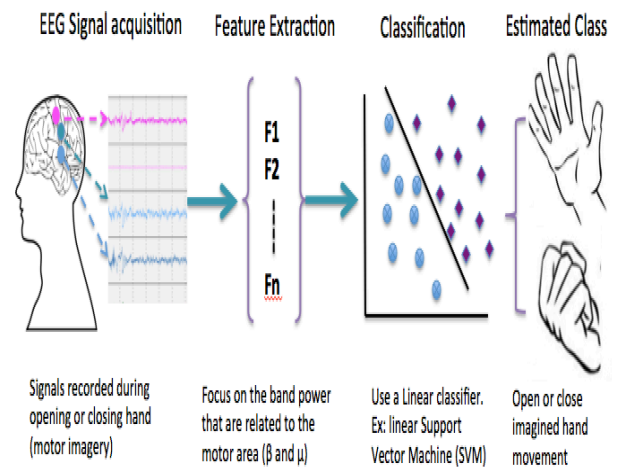 EEG Signal acquisition
Feature Extraction
Classification
Estimated Class
F1
F2
Fn
Signals recorded during
opening or closing hand
(motor imagery)
Focus on the band power
that are related to the
motor area (β and μ)
Use a Linear classifier.
Ex: linear Support
Vector Machine (SVM)
Open or close
imagined hand
movement